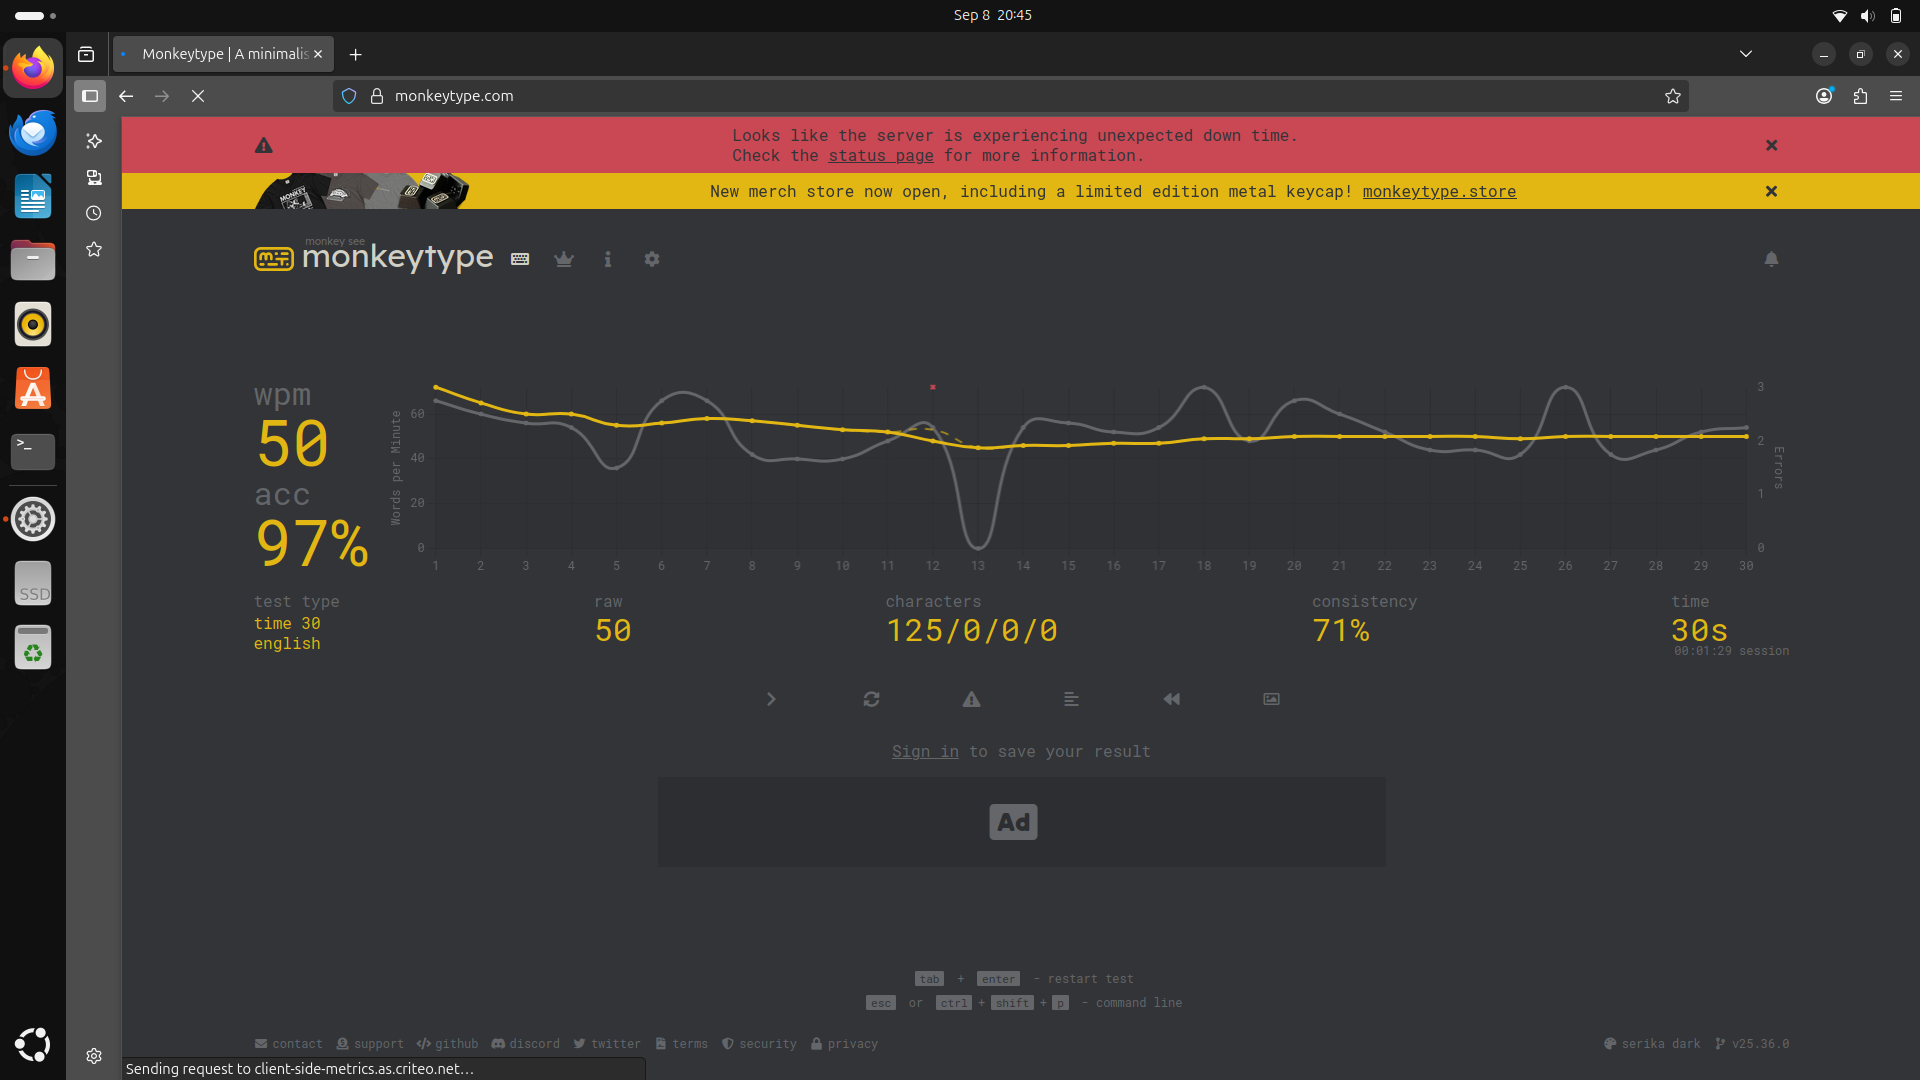 Sep 8 20:45
Monkeytype | A minimalis
monkeytype.com
Looks like the server is experiencing unexpected down time.
Check the status page for more information.
New merch store now open, including a limited edition metal keycap! monkeytype.store
monkey see
monkeytype
wpm
50
acc
97%
Words per Minute
60
40
20
0
3
2
1
0
Errors
1 2 3 4 5 6 7 8 9 10 11 12 13 14 15 16 17 18 19 20 21 22 23 24 25 26 27 28 29 30
test type
time 30
english
raw
50
characters
125/0/0/0
consistency
71%
time
30s
00:01:29 session
Sign in to save your result
Ad
tab + enter - restart test
esc or ctrl + shift + p - command line
contact support github discord twitter terms security privacy
serika dark v25.36.0
Sending request to client-side-metrics.as.criteo.net…
SSD